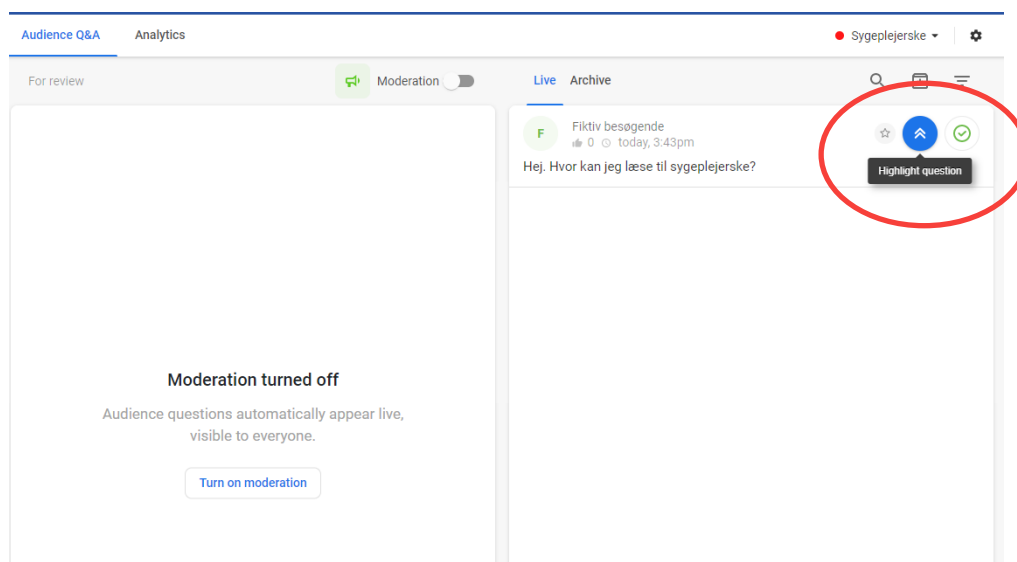 Audience Q&A Analytics
Sygeplejerske
For review
Moderation
Live Archive
F
Fiktiv besøgende
0 today, 3:43pm
Hej. Hvor kan jeg læse til sygeplejerske?
Highlight question
Moderation turned off
Audience questions automatically appear live,
visible to everyone.
Turn on moderation